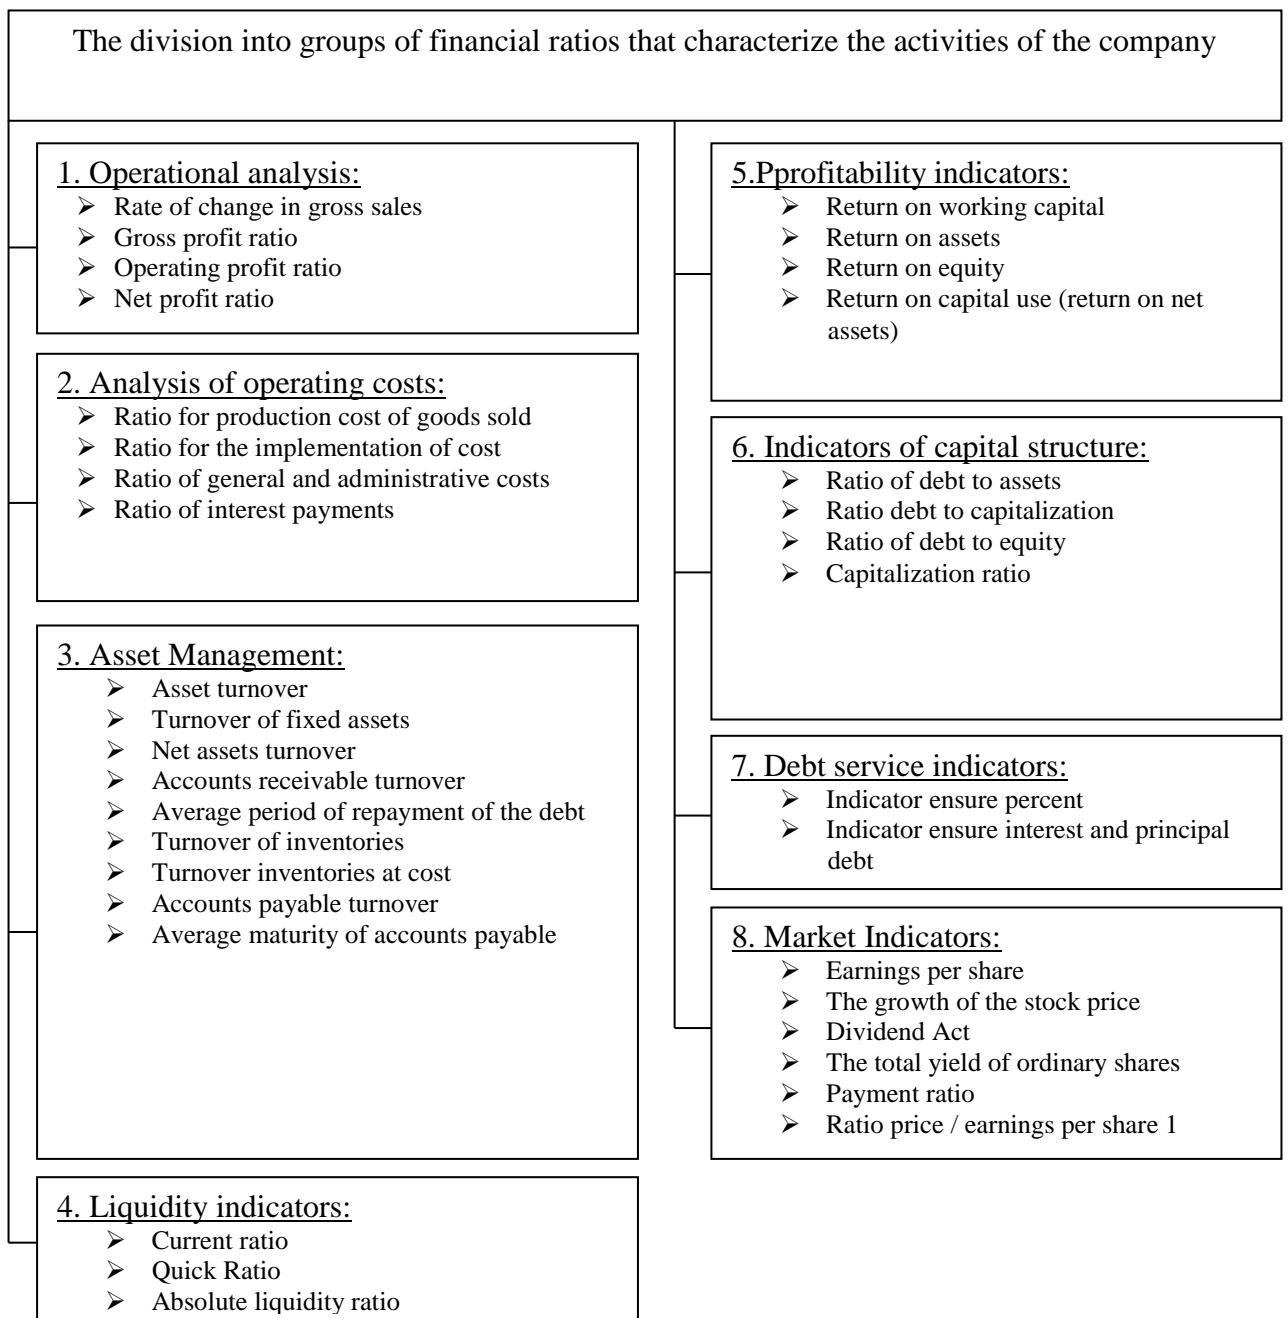 The division into groups of financial ratios that characterize the activities of the company
1. Operational analysis:
➢ Rate of change in gross sales
➢ Gross profit ratio
➢ Operating profit ratio
➢ Net profit ratio
2. Analysis of operating costs:
➢ Ratio for production cost of goods sold
➢ Ratio for the implementation of cost
➢ Ratio of general and administrative costs
➢ Ratio of interest payments
3. Asset Management:
➢ Asset turnover
➢ Turnover of fixed assets
➢ Net assets turnover
➢ Accounts receivable turnover
➢ Average period of repayment of the debt
➢ Turnover of inventories
➢ Turnover inventories at cost
➢ Accounts payable turnover
➢ Average maturity of accounts payable
4. Liquidity indicators:
➢ Current ratio
➢ Quick Ratio
➢ Absolute liquidity ratio
5.Pprofitability indicators:
➢ Return on working capital
➢ Return on assets
➢ Return on equity
➢ Return on capital use (return on net
assets)
6. Indicators of capital structure:
➢ Ratio of debt to assets
➢ Ratio debt to capitalization
➢ Ratio of debt to equity
➢ Capitalization ratio
7. Debt service indicators:
➢ Indicator ensure percent
➢ Indicator ensure interest and principal
debt
8. Market Indicators:
➢ Earnings per share
➢ The growth of the stock price
➢ Dividend Act
➢ The total yield of ordinary shares
➢ Payment ratio
➢ Ratio price / earnings per share 1